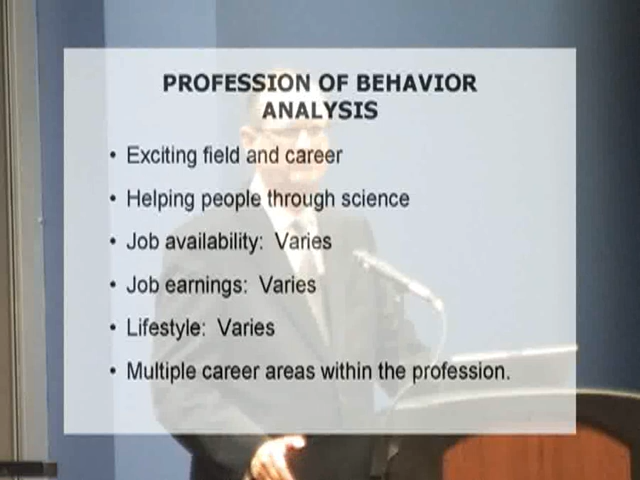 PROFESSION OF BEHAVIOR
ANALYSIS
• Exciting field and career
• Helping people through science
• Job availability: Varies
• Job earnings: Varies
• Lifestyle: Varies
• Multiple career areas within the profession.